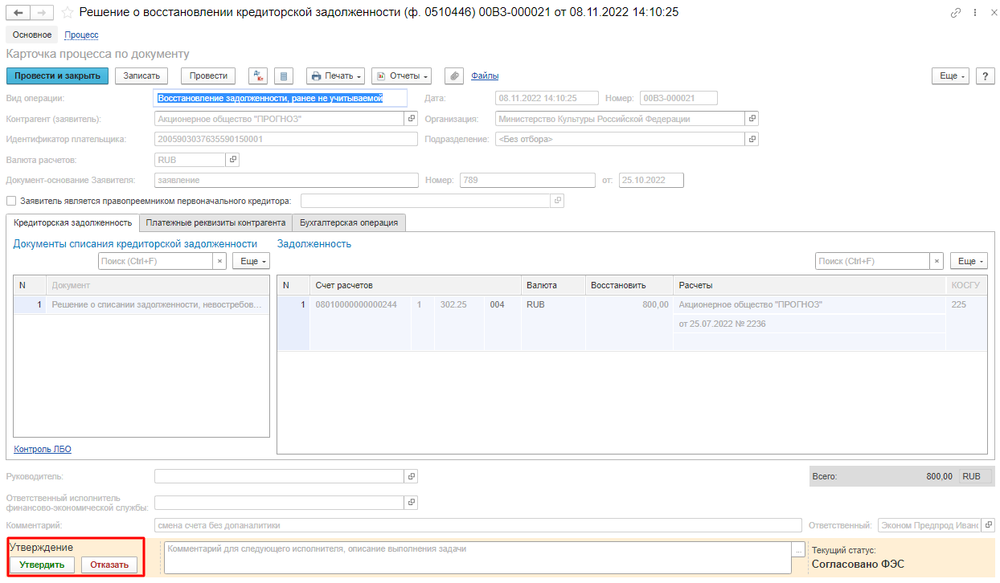 Решение о восстановлении кредиторской задолженности (ф. 0510446) 00ВЗ-000021 от 08.11.2022 14:10:25
Основное Процесс
Карточка процесса по документу
Провести и закрыть Записать Провести Дт Кт Печать Отчеты Файлы Еще ?
Вид операции: Восстановление задолженности, ранее не учитываемой Дата: 08.11.2022 14:10:25 Номер: 00ВЗ-000021
Контрагент (заявитель): Акционерное общество "ПРОГНОЗ" Организация: Министерство Культуры Российской Федерации
Идентификатор плательщика: 2005903037635590150001 Подразделение: <Без отбора>
Валюта расчетов: RUB
Документ-основание Заявителя: заявление Номер: 789 от: 25.10.2022
Заявитель является правопреемником первоначального кредитора:
Кредиторская задолженность Платежные реквизиты контрагента Бухгалтерская операция
Документы списания кредиторской задолженности Задолженность
Поиск (Ctrl+F) × Еще Поиск (Ctrl+F) × Еще
N Документ N Счет расчетов Валюта Восстановить Расчеты КОСГУ
1 Решение о списании задолженности, невостребов... 1 08010000000000244 1 302.25 004 RUB 800,00 Акционерное общество "ПРОГНОЗ" 225
от 25.07.2022 № 2236
Контроль ЛБО
Руководитель: Всего: 800,00 RUB
Ответственный исполнитель
финансово-экономической службы:
Комментарий: смена счета без допаналитики Ответственный: Эконом Предпрод Иванс
Утверждение Комментарий для следующего исполнителя, описание выполнения задачи ... Текущий статус:
Утвердить Отказать Согласовано ФЭС